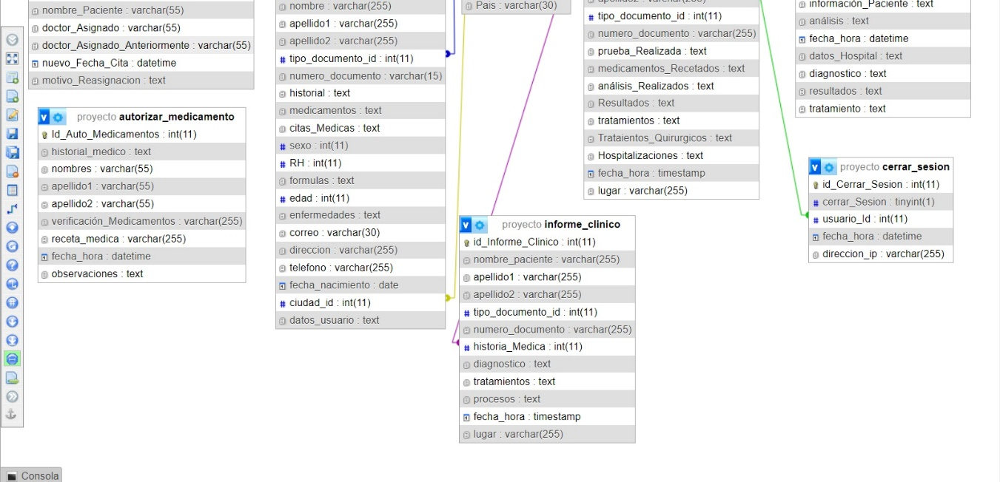 nombre_Paciente : varchar(55)
doctor_Asignado : varchar(55)
doctor_Asignado_Anteriormente : varchar(55)
nuevo_Fecha_Cita : datetime
motivo_Reasignacion : text
proyecto autorizar_medicamento
Id_Auto_Medicamentos : int(11)
historial_medico : text
nombres : varchar(55)
apellido1 : varchar(55)
apellido2 : varchar(55)
verificación_Medicamentos : varchar(255)
receta_medica : varchar(255)
fecha_hora : datetime
observaciones : text
nombre : varchar(255)
apellido1 : varchar(255)
apellido2 : varchar(255)
tipo_documento_id : int(11)
numero_documento : varchar(15)
historial : text
medicamentos : text
citas_Medicas : text
sexo : int(11)
RH : int(11)
formulas : text
edad : int(11)
enfermedades : text
correo : varchar(30)
direccion : varchar(255)
telefono : varchar(255)
fecha_nacimiento : date
ciudad_id : int(11)
datos_usuario : text
Pais : varchar(30)
proyecto informe_clinico
id_Informe_Clinico : int(11)
nombre_paciente : varchar(255)
apellido1 : varchar(255)
apellido2 : varchar(255)
tipo_documento_id : int(11)
numero_documento : varchar(255)
historia_Medica : int(11)
diagnostico : text
tratamientos : text
procesos : text
fecha_hora : timestamp
lugar : varchar(255)
apellido2 : varchar(255)
tipo_documento_id : int(11)
numero_documento : varchar(255)
prueba_Realizada : text
medicamentos_Recetados : text
análisis_Realizados : text
Resultados : text
tratamientos : text
Trataientos_Quirurgicos : text
Hospitalizaciones : text
fecha_hora : timestamp
lugar : varchar(255)
información_Paciente : text
análisis : text
fecha_hora : datetime
datos_Hospital : text
diagnostico : text
resultados : text
tratamiento : text
proyecto cerrar_sesion
id_Cerrar_Sesion : int(11)
cerrar_Sesion : tinyint(1)
usuario_Id : int(11)
fecha_hora : datetime
direccion_ip : varchar(255)
Consola